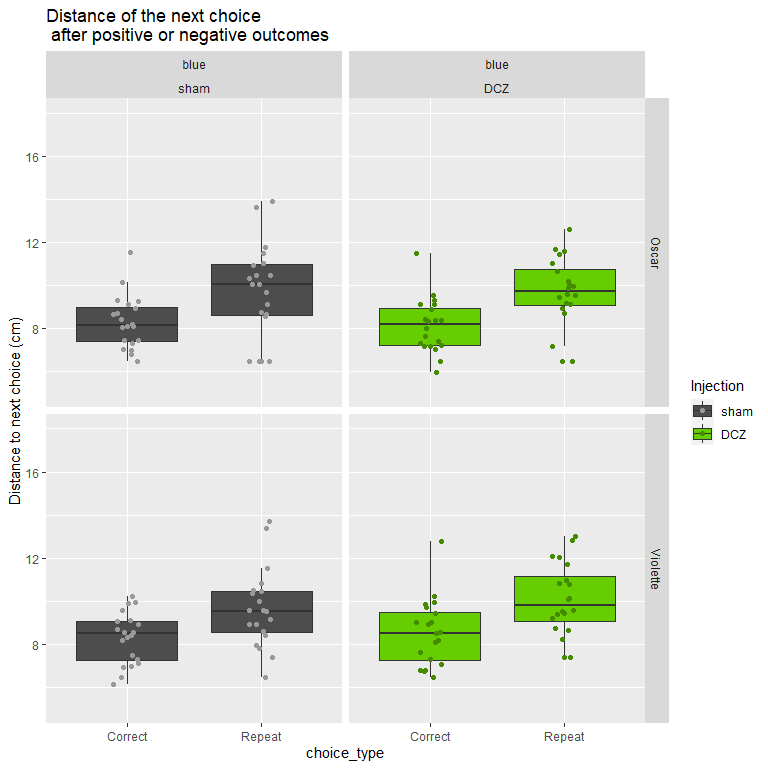 Distance of the next choice
after positive or negative outcomes
blue
blue
sham
DCZ
16
12
8
Oscar
16
12
8
Violette
Distance to next choice (cm)
Correct
Repeat
Correct
Repeat
choice_type
Injection
sham
DCZ